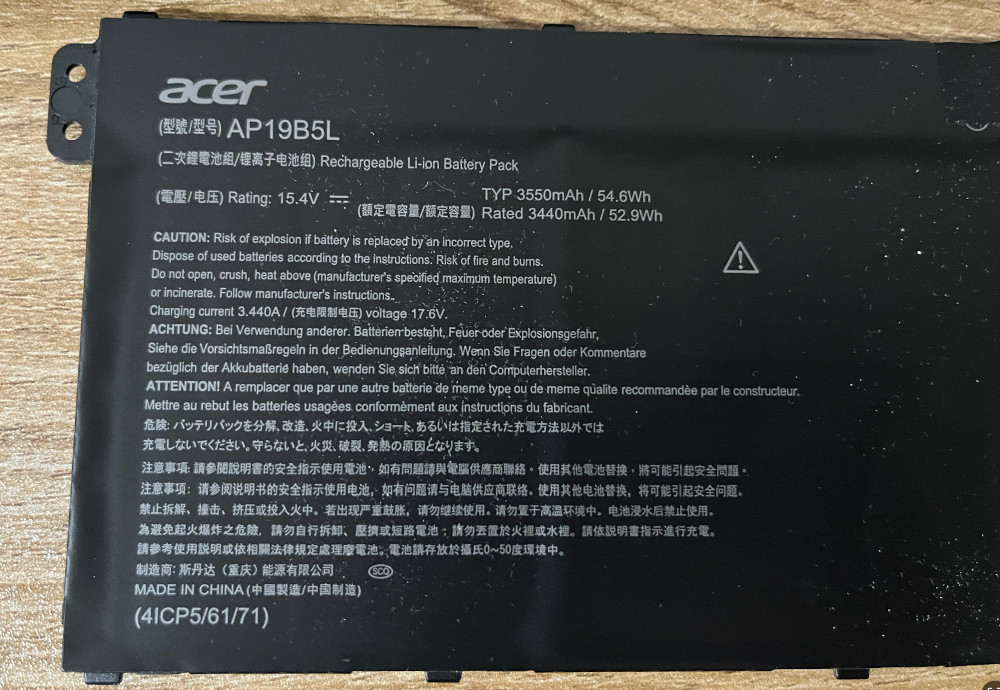 acer
(型號/型号) AP19B5L
(二次鋰電池組/锂离子电池组) Rechargeable Li-ion Battery Pack
(電壓/电压) Rating: 15.4V ⎓ TYP 3550mAh / 54.6Wh
(額定電容量/额定容量) Rated 3440mAh / 52.9Wh
CAUTION: Risk of explosion if battery is replaced by an incorrect type.
Dispose of used batteries according to the instructions. Risk of fire and burns.
Do not open, crush, heat above (manufacturer's specified maximum temperature)
or incinerate. Follow manufacturer's instructions.
Charging current 3.440A / (充电限制电压) voltage 17.6V.
ACHTUNG: Bei Verwendung anderer. Batterien besteht, Feuer oder Explosionsgefahr,
Siehe die Vorsichtsmaßregeln in der Bedienungsanleitung. Wenn Sie Fragen oder Kommentare
bezüglich der Akkubatterié haben, wenden Sie sich bitte an den Computerhersteller.
ATTENTION! A remplacer que par une autre batterie de meme type ou de meme qualite recommandèe par le constructeur.
Mettre au rebut les batteries usagèes conformèment aux instructions du fabricant.
危険: バッテリパックを分解、改造、火中に投入、ショート、あるいは指定された充電方法以外では
充電しないでください。守らないと、火災、破裂、発熱の原因となります。
注意事項: 請參閱說明書的安全指示使用電池，如有問題請與電腦供應商聯絡。使用其他電池替換，將可能引起安全問題。
注意事项: 请参阅说明书的安全指示使用电池，如有问题请与电脑供应商联络。使用其他电池替换，将可能引起安全问题。
禁止拆解、撞击、挤压或投入火中。若出现严重鼓胀，请勿继续使用。请勿置于高温环境中。电池浸水后禁止使用。
為避免起火爆炸之危險，請勿自行拆卸、壓擠或短路電池；請勿丟置於火裡或水裡。請依說明書指示進行充電。
請參考使用說明或依相關法律規定處理廢電池。電池請存放於攝氏0~50度環境中。
制造商: 斯丹达（重庆）能源有限公司 SCQ
MADE IN CHINA (中國製造/中国制造)
(4ICP5/61/71)